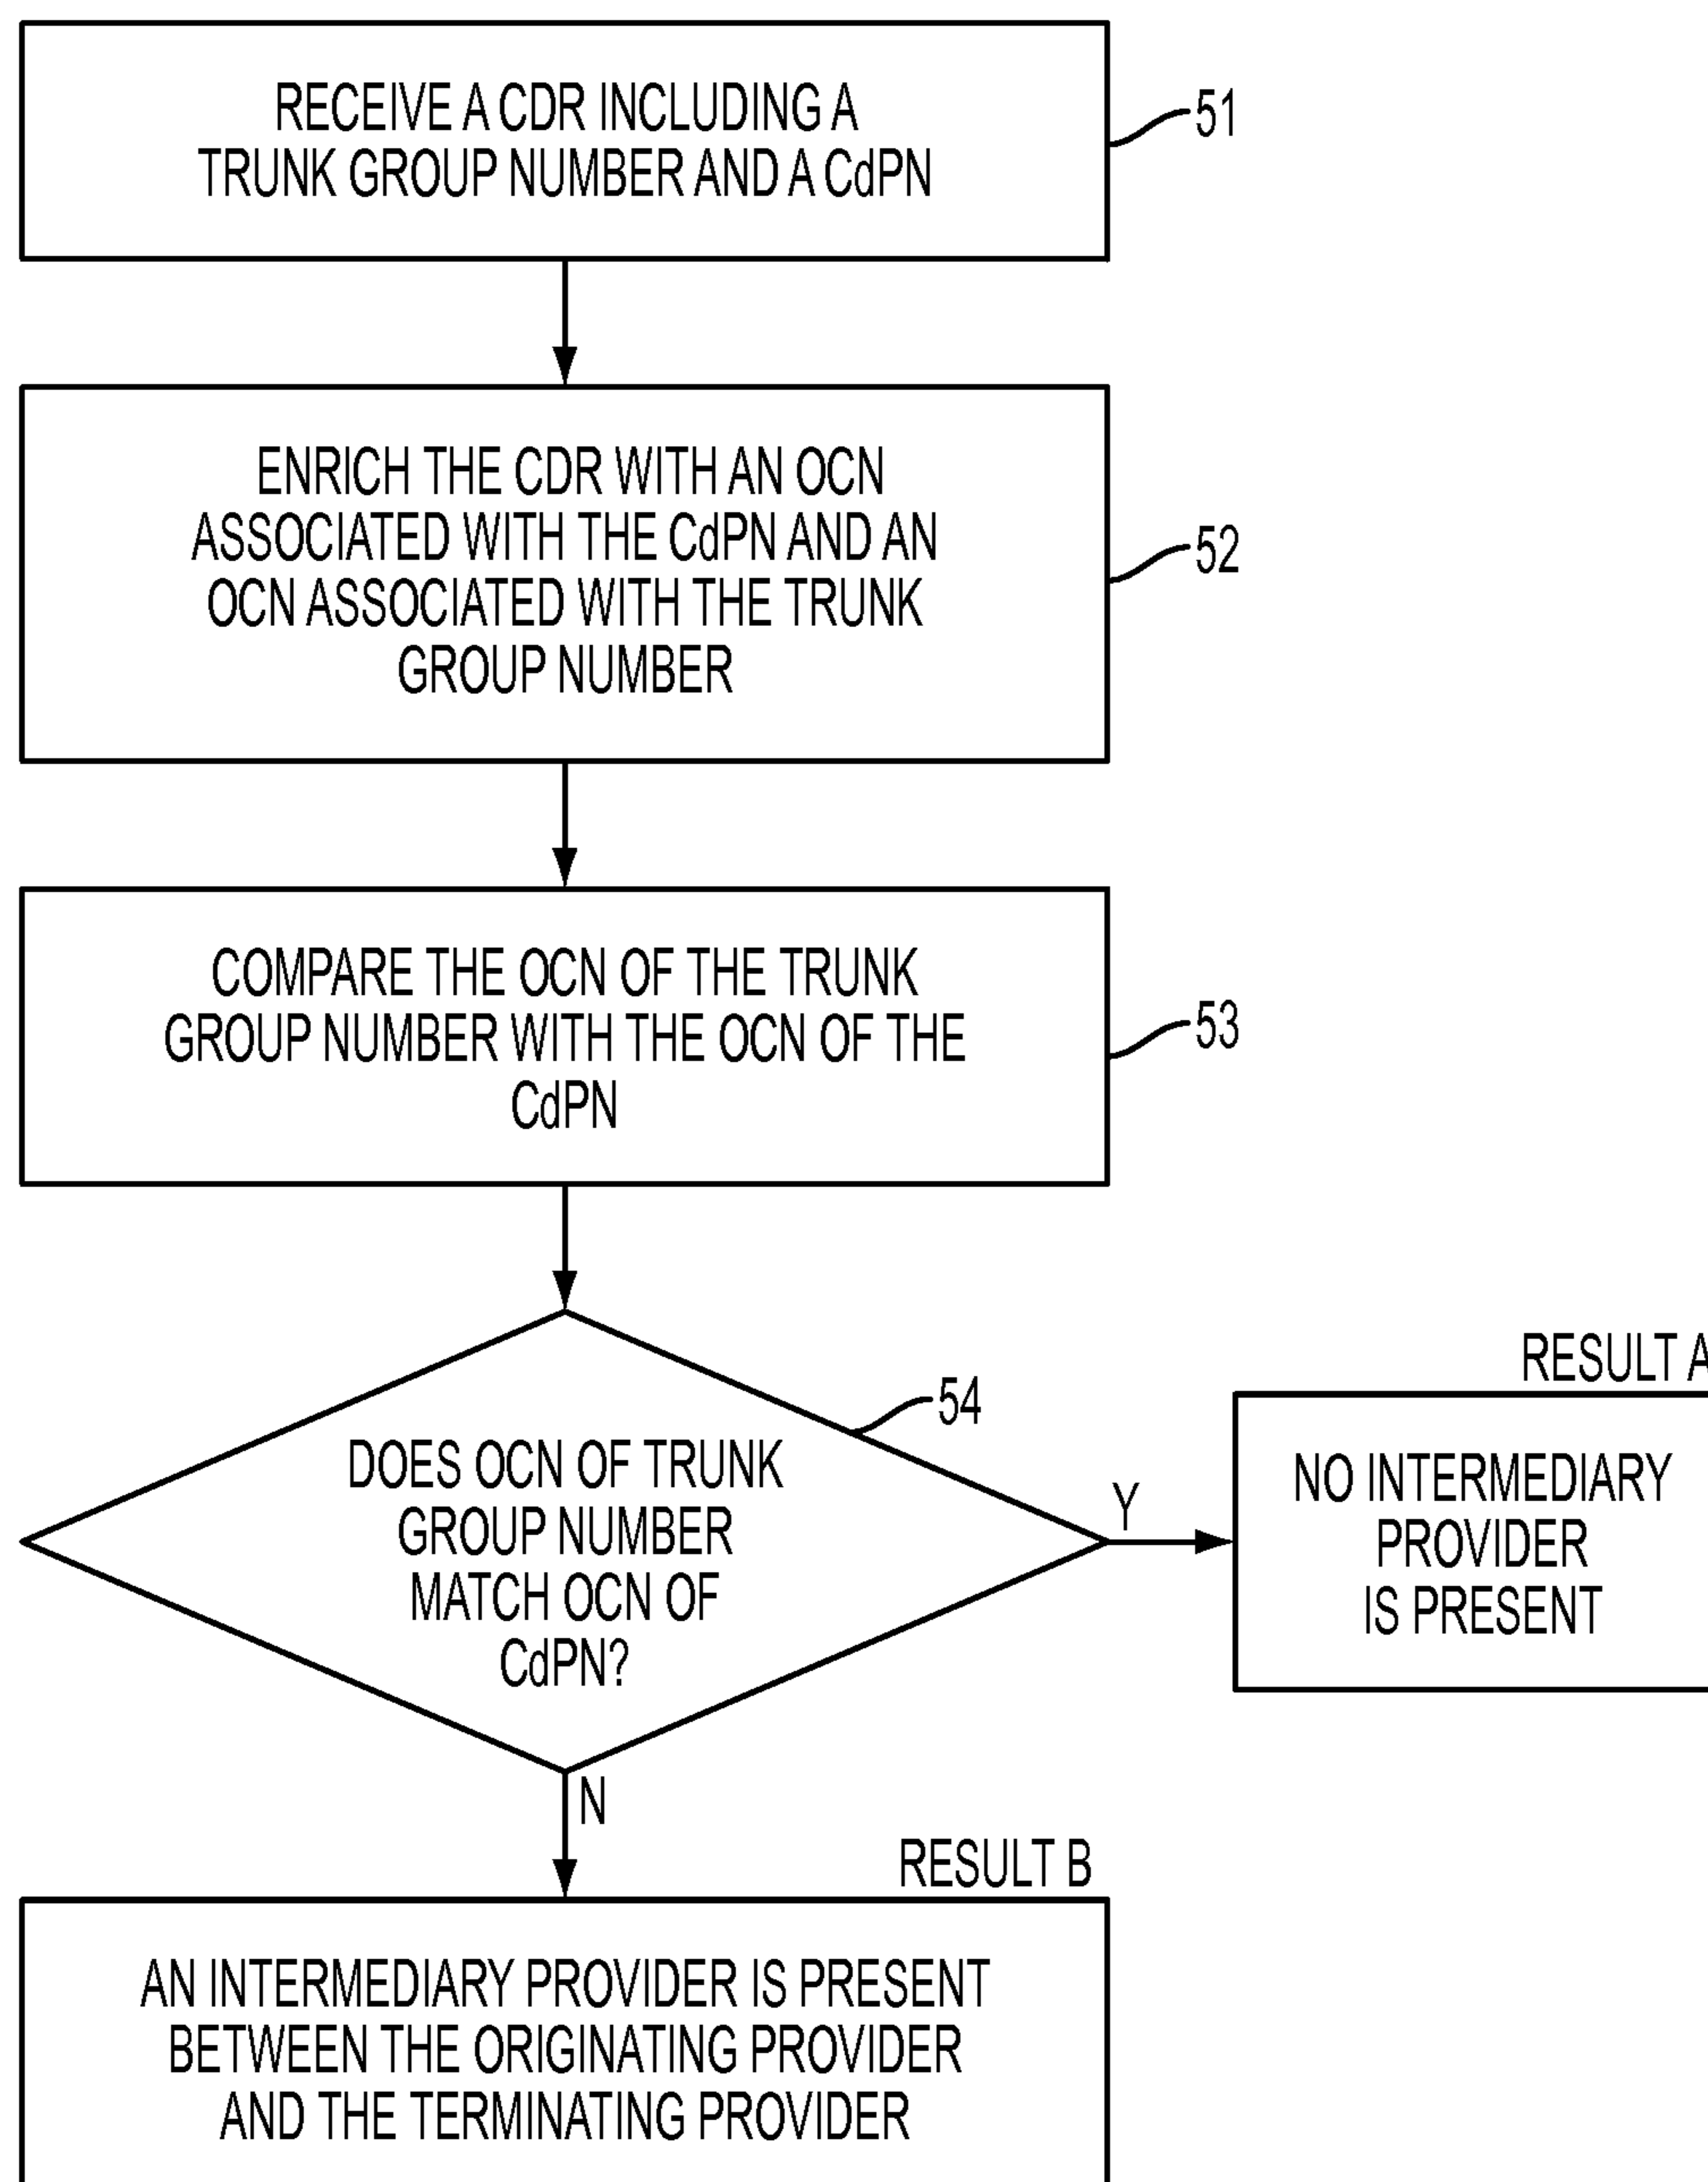 RECEIVE A CDR INCLUDING A
TRUNK GROUP NUMBER AND A CdPN
51
ENRICH THE CDR WITH AN OCN
ASSOCIATED WITH THE CdPN AND AN
OCN ASSOCIATED WITH THE TRUNK
GROUP NUMBER
52
COMPARE THE OCN OF THE TRUNK
GROUP NUMBER WITH THE OCN OF THE
CdPN
53
54
DOES OCN OF TRUNK
GROUP NUMBER
MATCH OCN OF
CdPN?
Y
RESULT A
NO INTERMEDIARY
PROVIDER
IS PRESENT
N
RESULT B
AN INTERMEDIARY PROVIDER IS PRESENT
BETWEEN THE ORIGINATING PROVIDER
AND THE TERMINATING PROVIDER